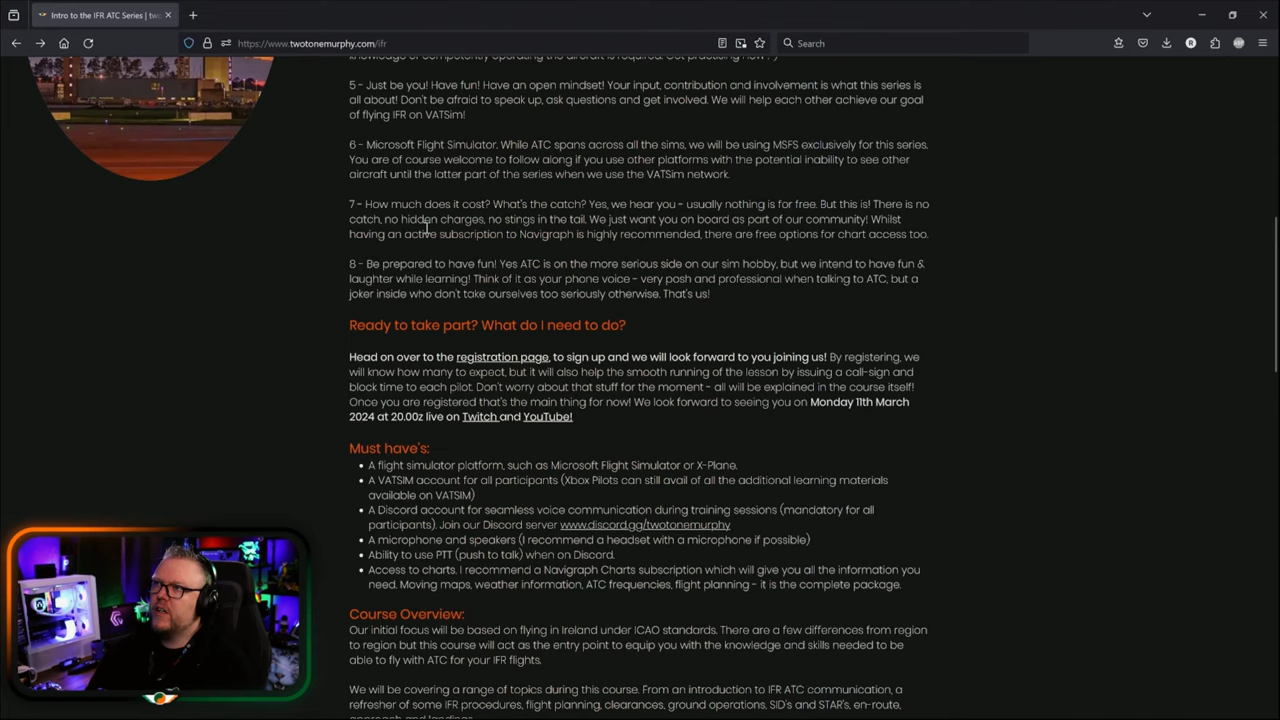 Intro to the IFR ATC Series | two
https://www.twotonemurphy.com/ifr
Search
5 - Just be you! Have fun! Have an open mindset! Your input, contribution and involvement is what this series is
all about! Don't be afraid to speak up, ask questions and get involved. We will help each other achieve our goal
of flying IFR on VATSim!
6 - Microsoft Flight Simulator. While ATC spans across all the sims, we will be using MSFS exclusively for this series.
You are of course welcome to follow along if you use other platforms with the potential inability to see other
aircraft until the latter part of the series when we use the VATSim network.
7 - How much does it cost? What's the catch? Yes, we hear you - usually nothing is for free. But this is! There is no
catch, no hidden charges, no stings in the tail. We just want you on board as part of our community! Whilst
having an active subscription to Navigraph is highly recommended, there are free options for chart access too.
8 - Be prepared to have fun! Yes ATC is on the more serious side on our sim hobby, but we intend to have fun &
laughter while learning! Think of it as your phone voice - very posh and professional when talking to ATC, but a
joker inside who don't take ourselves too seriously otherwise. That's us!
Ready to take part? What do I need to do?
Head on over to the registration page, to sign up and we will look forward to you joining us! By registering, we
will know how many to expect, but it will also help the smooth running of the lesson by issuing a call-sign and
block time to each pilot. Don't worry about that stuff for the moment - all will be explained in the course itself!
Once you are registered that's the main thing for now! We look forward to seeing you on Monday 11th March
2024 at 20.00z live on Twitch and YouTube!
Must have's:
• A flight simulator platform, such as Microsoft Flight Simulator or X-Plane.
• A VATSIM account for all participants (Xbox Pilots can still avail of all the additional learning materials
available on VATSIM)
• A Discord account for seamless voice communication during training sessions (mandatory for all
participants). Join our Discord server www.discord.gg/twotonemurphy
• A microphone and speakers (I recommend a headset with a microphone if possible)
• Ability to use PTT (push to talk) when on Discord.
• Access to charts, I recommend a Navigraph Charts subscription which will give you all the information you
need. Moving maps, weather information, ATC frequencies, flight planning - it is the complete package.
Course Overview:
Our initial focus will be based on flying in Ireland under ICAO standards. There are a few differences from region
to region but this course will act as the entry point to equip you with the knowledge and skills needed to be
able to fly with ATC for your IFR flights.
We will be covering a range of topics during this course. From an introduction to IFR ATC communication, a
refresher of some IFR procedures, flight planning, clearances, ground operations, SID's and STAR's, en-route,